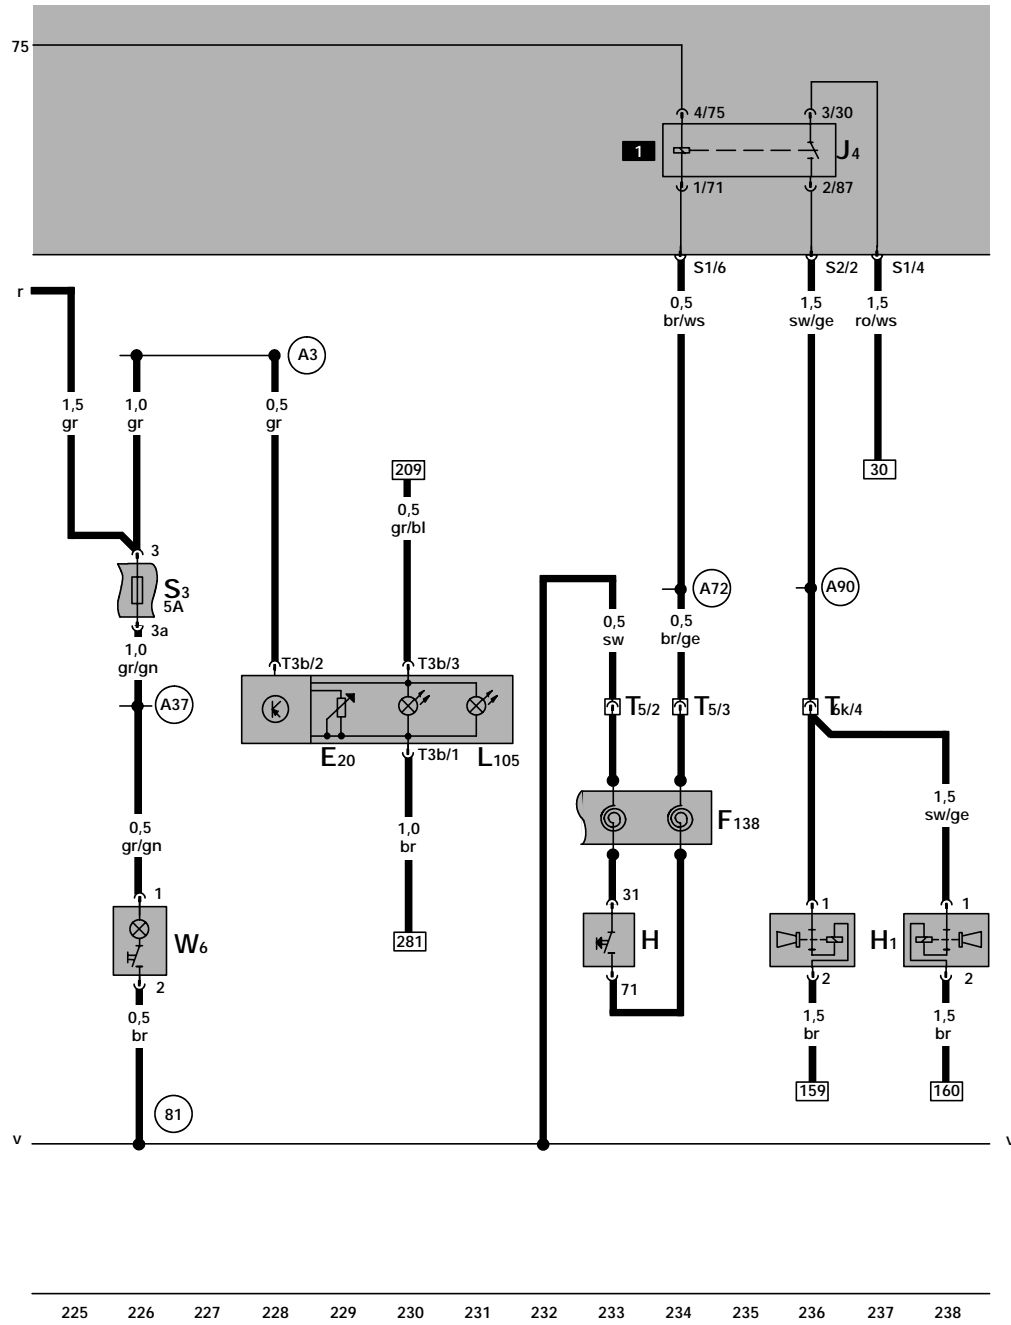 75
4/75
3/30
1
J4
1/71
2/87
S1/6
S2/2
S1/4
r
0,5
br/ws
1,5
sw/ge
1,5
ro/ws
A3
1,5
gr
1,0
gr
0,5
gr
209
30
0,5
gr/bl
3
S3
5A
3a
A72
A90
0,5
sw
0,5
br/ge
1,0
gr/gn
T3b/2
T3b/3
A37
T5/2
T5/3
T6k/4
E20
T3b/1
L105
1,5
sw/ge
0,5
gr/gn
1,0
br
F138
1
31
1
1
W6
281
H
H1
2
71
2
2
0,5
br
1,5
br
1,5
br
159
160
81
v
v
225 226 227 228 229 230 231 232 233 234 235 236 237 238